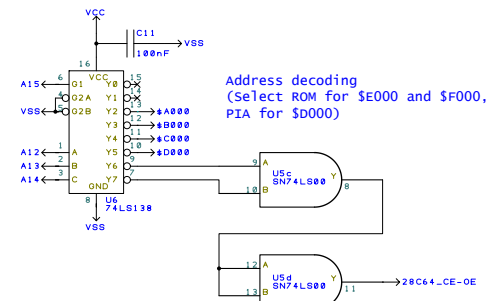 VCC
C11
100nF
VSS
16
VCC
A15 6 G1 Y0 15
4 G2A Y1 14
VSS 5 G2B Y2 13 $A000
Y3 12 $B000
Y4 11 $C000
A12 1 A Y5 10 $D000
A13 2 B Y6 9
A14 3 C Y7 7
GND
8 U6
74LS138
VSS
Address decoding
(Select ROM for $E000 and $F000,
PIA for $D000)
9 A
U5c Y
SN74LS00 8
10 B
12 A
U5d Y
SN74LS00 11 28C64_CE-OE
13 B